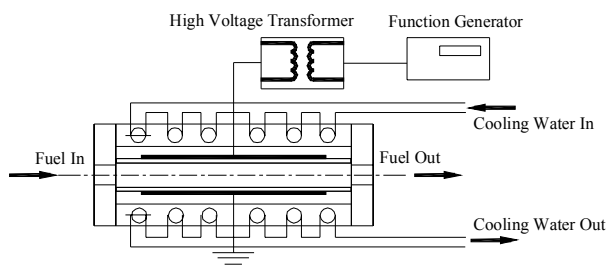 High Voltage Transformer
Function Generator
Cooling Water In
Fuel In
Fuel Out
Cooling Water Out